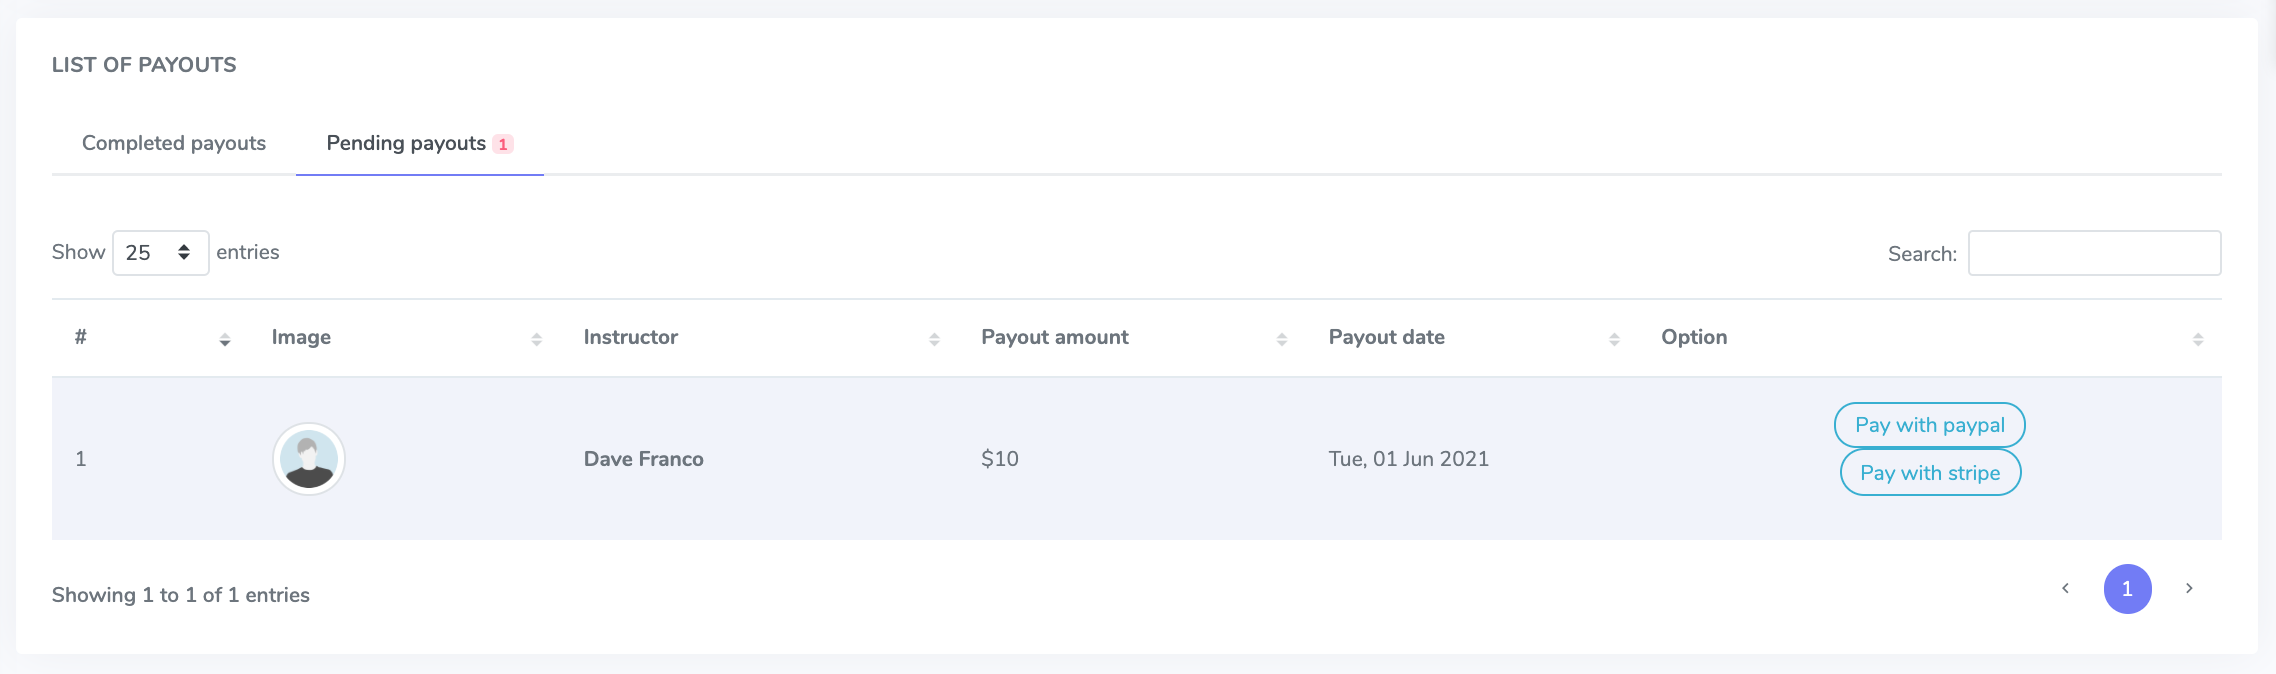 LIST OF PAYOUTS
Completed payouts Pending payouts 1
Show 25 entries Search:
# Image Instructor Payout amount Payout date Option
1 Dave Franco $10 Tue, 01 Jun 2021 Pay with paypal
Pay with stripe
Showing 1 to 1 of 1 entries 1